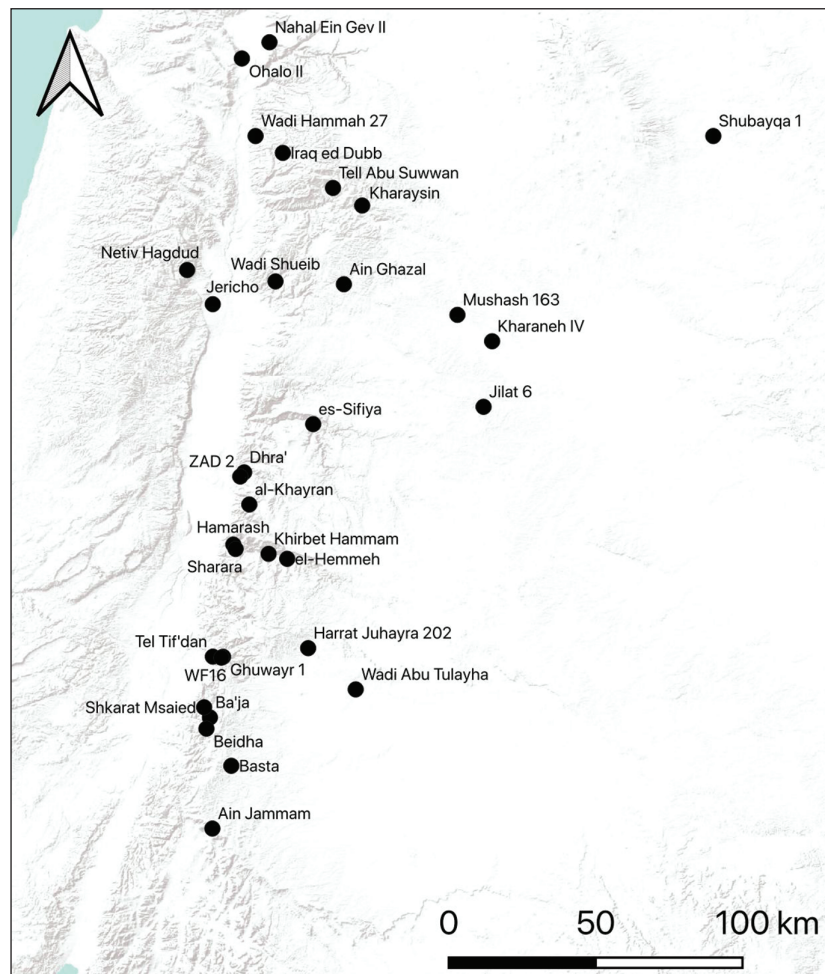 Nahal Ein Gev II
Ohalo II
Wadi Hammah 27
Shubayqa 1
Iraq ed Dubb
Tell Abu Suwwan
Kharaysin
Netiv Hagdud
Wadi Shueib
Ain Ghazal
Jericho
Mushash 163
Kharaneh IV
Jilat 6
es-Sifiya
ZAD 2
Dhra'
al-Khayran
Hamarash
Khirbet Hammam
Sharara
el-Hemmeh
Harrat Juhayra 202
Tel Tif'dan
WF16
Ghuwayr 1
Wadi Abu Tulayha
Shkarat Msaied
Ba'ja
Beidha
Basta
Ain Jammam
0 50 100 km